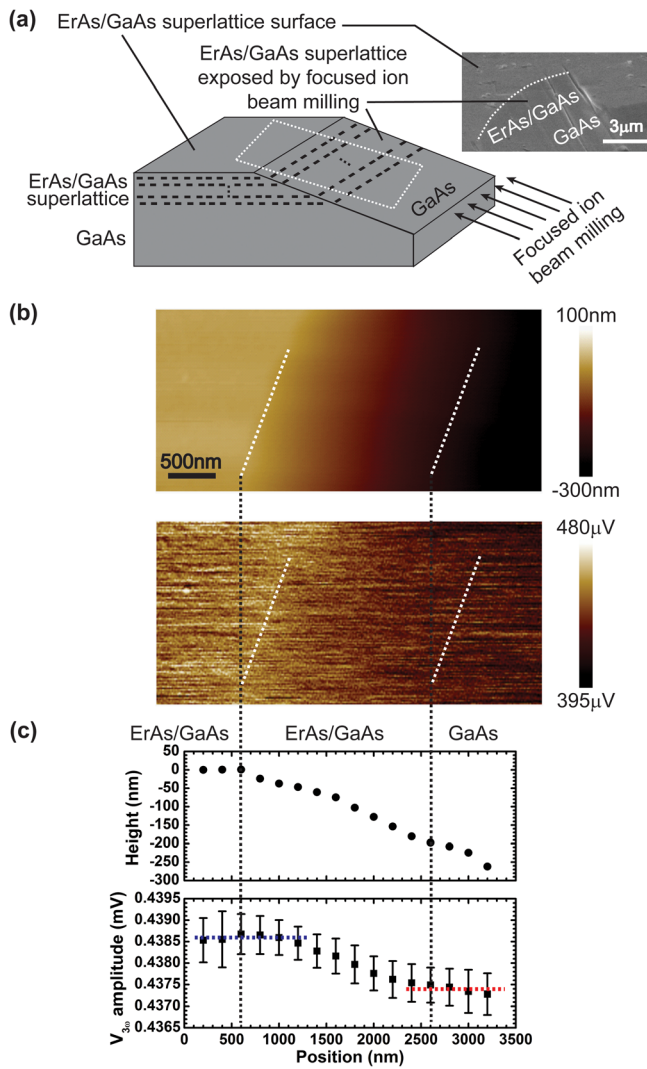 (a)
ErAs/GaAs superlattice surface
ErAs/GaAs superlattice
exposed by focused ion
beam milling
ErAs/GaAs
GaAs
3μm
ErAs/GaAs
superlattice
GaAs
GaAs
Focused ion
beam milling
(b)
100nm
500nm
-300nm
480μV
395μV
(c)
ErAs/GaAs
ErAs/GaAs
GaAs
50
0
-50
-100
-150
-200
-250
-300
Height (nm)
0.4395
0.4390
0.4385
0.4380
0.4375
0.4370
0.4365
V3ω amplitude (mV)
0 500 1000 1500 2000 2500 3000 3500
Position (nm)